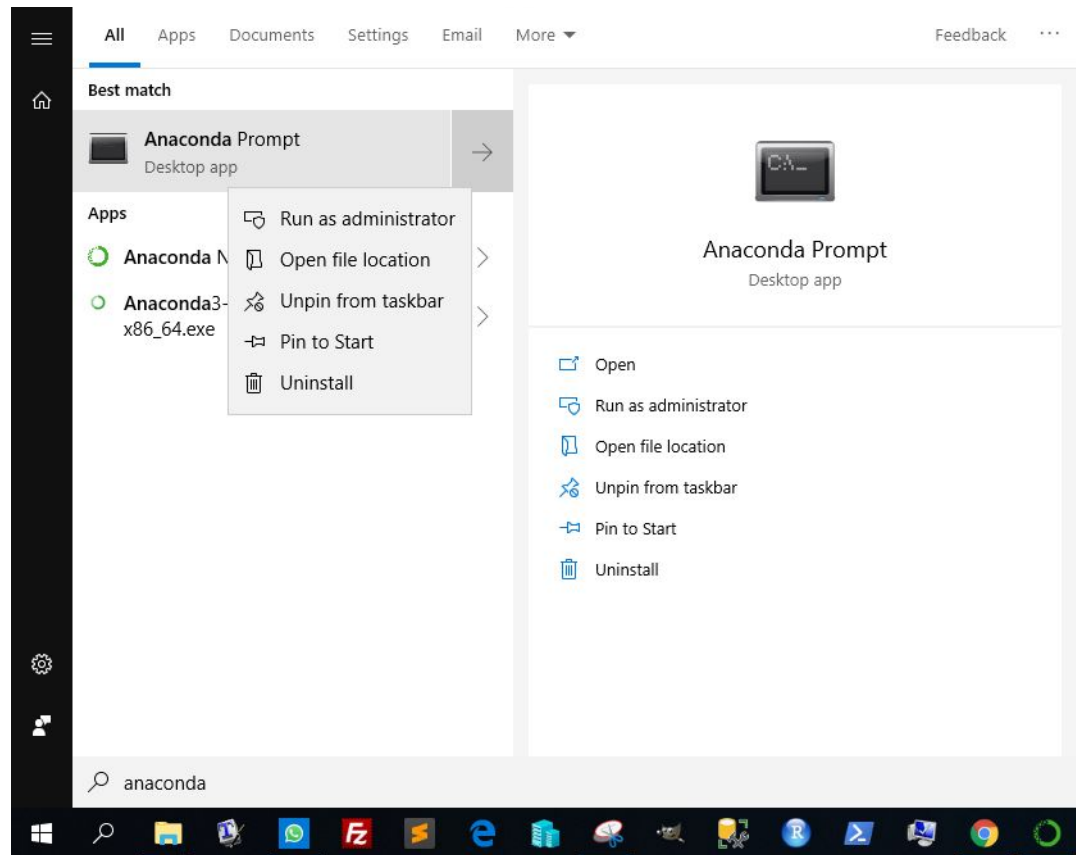 All Apps Documents Settings Email More Feedback ...
Best match
Anaconda Prompt
Desktop app
Apps
Anaconda N
Anaconda3-
x86_64.exe
Run as administrator
Open file location
Unpin from taskbar
Pin to Start
Uninstall
C:\_
Anaconda Prompt
Desktop app
Open
Run as administrator
Open file location
Unpin from taskbar
Pin to Start
Uninstall
anaconda
Fz
R